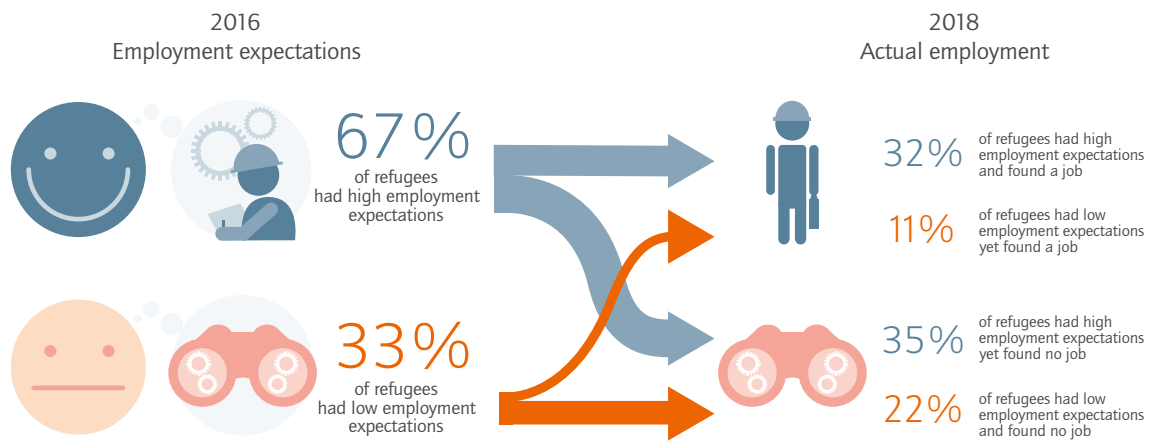 2016
Employment expectations
67%
of refugees
had high employment
expectations
33%
of refugees
had low employment
expectations
2018
Actual employment
32%
of refugees had high
employment expectations
and found a job
11%
of refugees had low
employment expectations
yet found a job
35%
of refugees had high
employment expectations
yet found no job
22%
of refugees had low
employment expectations
and found no job